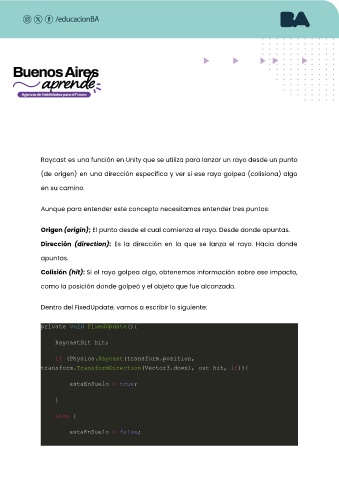 /educacionBA
BA
Buenos Aires
aprende
Agencia de habilidades para el Futuro
Raycast es una función en Unity que se utiliza para lanzar un rayo desde un punto
(de origen) en una dirección específica y ver si ese rayo golpea (colisiona) algo
en su camino.
Aunque para entender este concepto necesitamos entender tres puntos:
Origen (origin); El punto desde el cual comienza el rayo. Desde donde apuntas.
Dirección (direction): Es la dirección en la que se lanza el rayo. Hacia donde
apuntas.
Colisión (hit): Si el rayo golpea algo, obtenemos información sobre ese impacto,
como la posición donde golpeó y el objeto que fue alcanzado.
Dentro del FixedUpdate, vamos a escribir lo siguiente:
private void FixedUpdate(){
RaycastHit hit;
if (Physics.Raycast(transform.position,
transform.TransformDirection(Vector3.down), out hit, 1f)){
estaEnSuelo = true;
}
else {
estaEnSuelo = false;